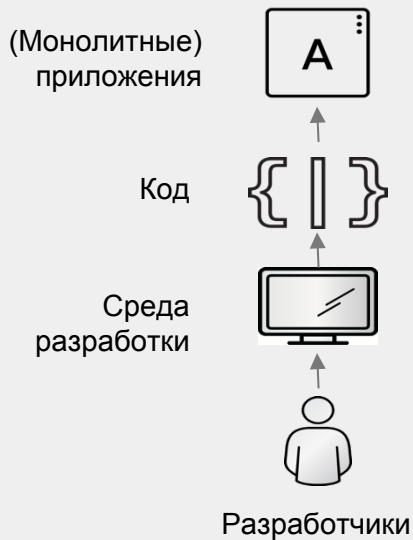 (Монолитные)
приложения
A
Код
{ [] }
Среда
разработки
Разработчики